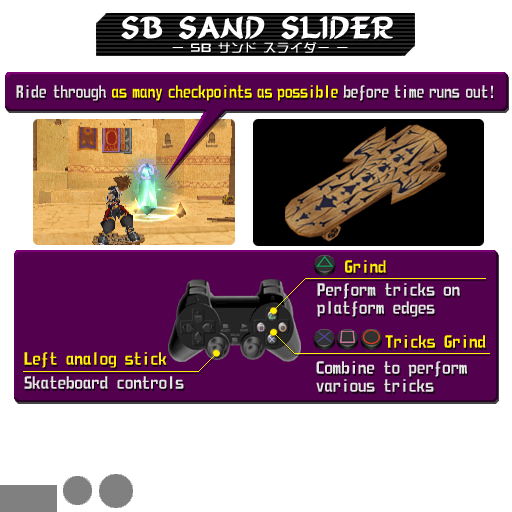 SB SAND SLIDER
— SB サンド スライダー —
Ride through as many checkpoints as possible before time runs out!
Grind
Perform tricks on
platform edges
Tricks Grind
Combine to perform
various tricks
Left analog stick
Skateboard controls